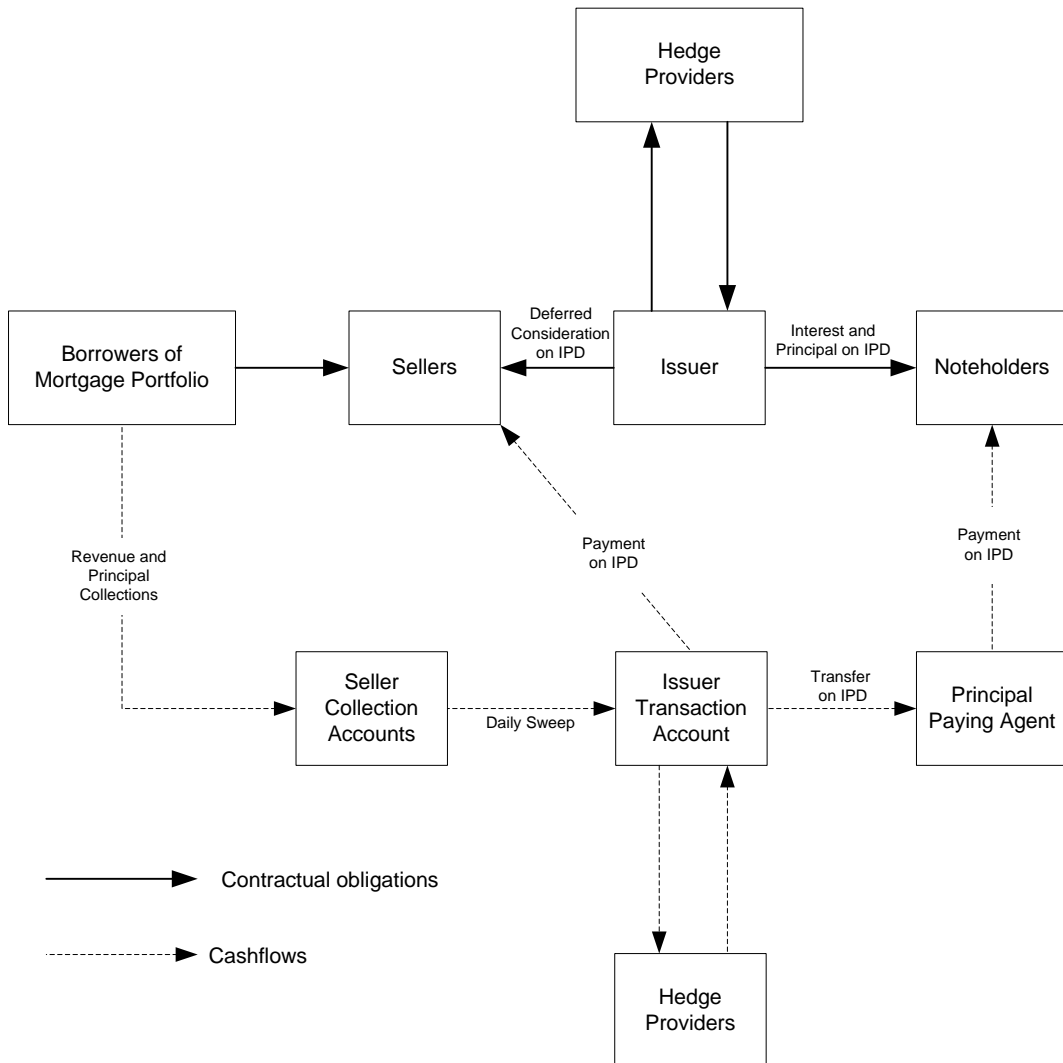 Hedge
Providers
Borrowers of
Mortgage Portfolio
Sellers
Deferred
Consideration
on IPD
Issuer
Interest and
Principal on IPD
Noteholders
Revenue and
Principal
Collections
Payment
on IPD
Payment
on IPD
Seller
Collection
Accounts
Daily Sweep
Issuer
Transaction
Account
Transfer
on IPD
Principal
Paying Agent
Contractual obligations
Cashflows
Hedge
Providers